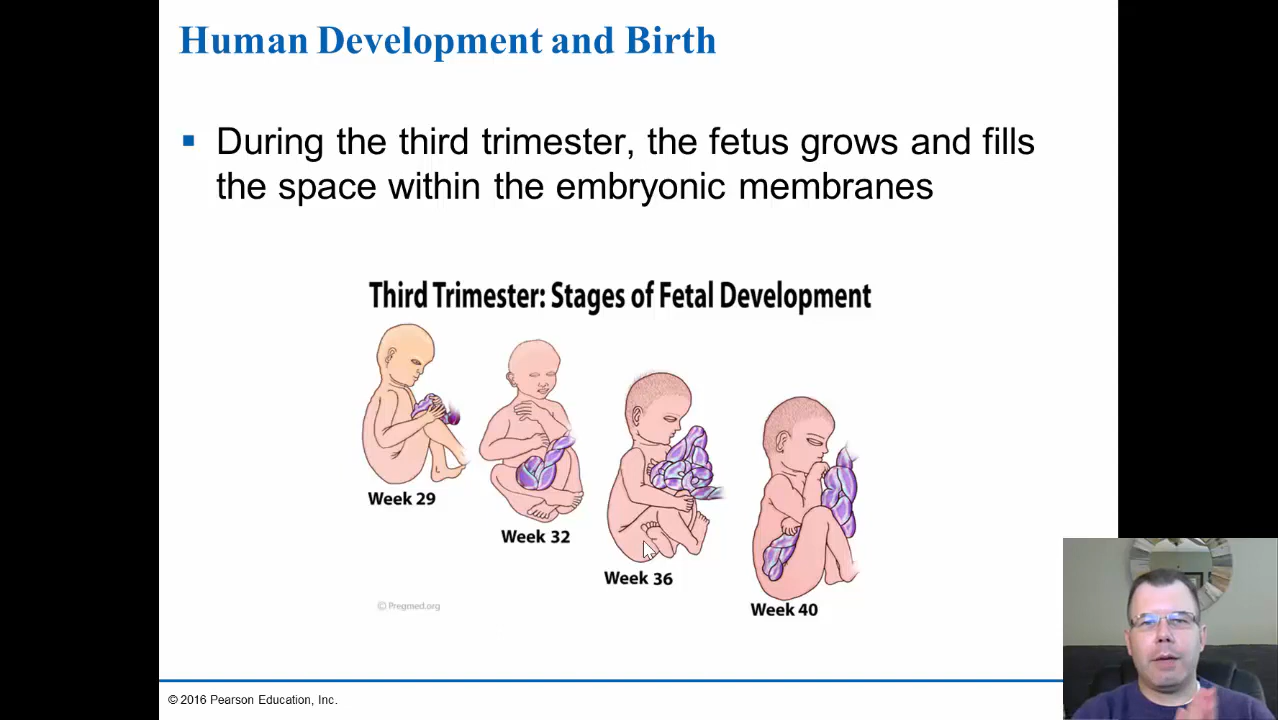 Human Development and Birth
During the third trimester, the fetus grows and fills
the space within the embryonic membranes
Third Trimester: Stages of Fetal Development
Week 29
Week 32
Week 36
Week 40
© Pregmed.org
© 2016 Pearson Education, Inc.